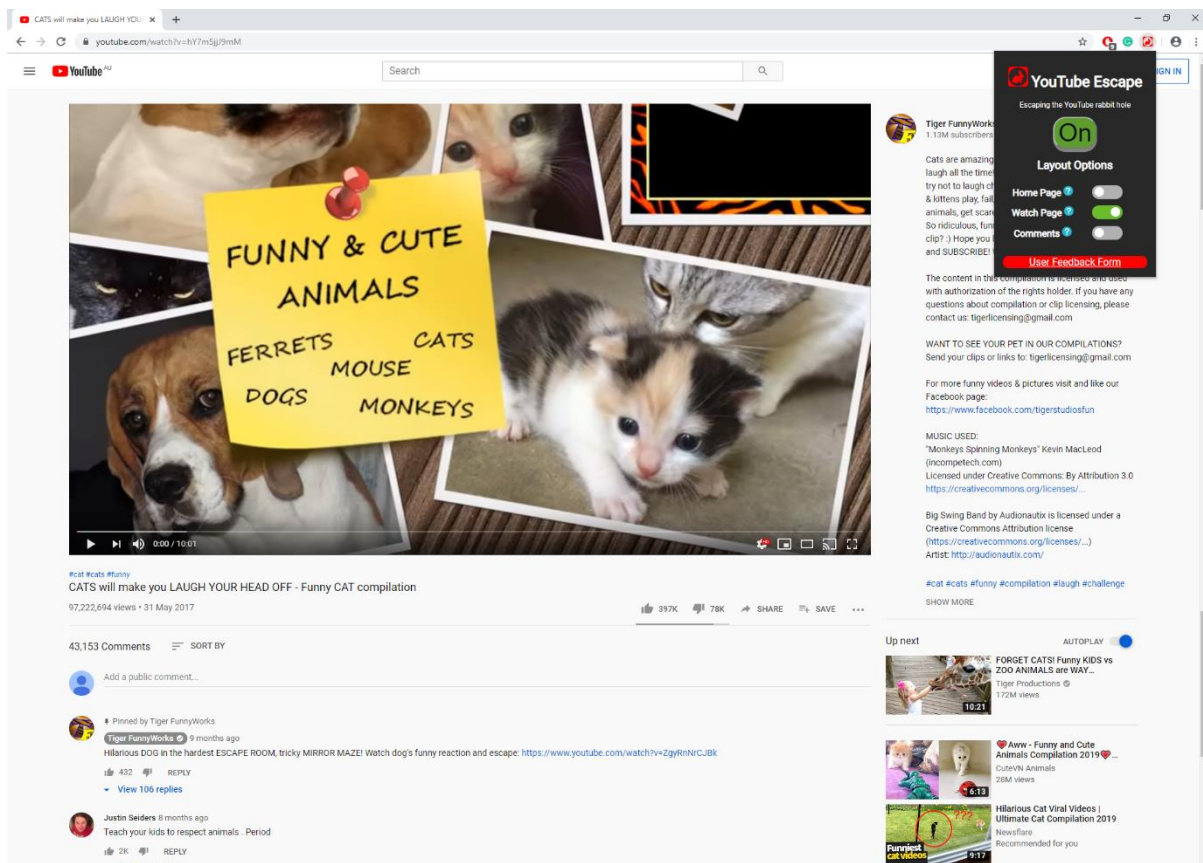 CATS will make you LAUGH YOU
youtube.com/watch?v=hY7m5jjJ9mM
YouTube AU
Search
IGN IN
YouTube Escape
Escaping the YouTube rabbit hole
On
Layout Options
Home Page ?
Watch Page ?
Comments ?
User Feedback Form
FUNNY & CUTE
ANIMALS
FERRETS CATS
MOUSE
DOGS MONKEYS
0:00 / 10:01
#cat #cats #funny
CATS will make you LAUGH YOUR HEAD OFF - Funny CAT compilation
97,222,694 views • 31 May 2017
397K 78K SHARE SAVE
43,153 Comments SORT BY
Add a public comment...
Pinned by Tiger FunnyWorks
Tiger FunnyWorks 9 months ago
Hilarious DOG in the hardest ESCAPE ROOM, tricky MIRROR MAZE! Watch dog's funny reaction and escape: https://www.youtube.com/watch?v=ZgyRnNrCJBk
432 REPLY
View 106 replies
Justin Seiders 8 months ago
Teach your kids to respect animals . Period
2K REPLY
Tiger FunnyWorks
1.13M subscribers
Cats are amazing
laugh all the time!
try not to laugh ch
& kittens play, fail,
animals, get scare
So ridiculous, fun
clip? :) Hope you l
and SUBSCRIBE!
The content in this compilation is licensed and used
with authorization of the rights holder. If you have any
questions about compilation or clip licensing, please
contact us: tigerlicensing@gmail.com
WANT TO SEE YOUR PET IN OUR COMPILATIONS?
Send your clips or links to: tigerlicensing@gmail.com
For more funny videos & pictures visit and like our
Facebook page:
https://www.facebook.com/tigerstudiosfun
MUSIC USED:
"Monkeys Spinning Monkeys" Kevin MacLeod
(incompetech.com)
Licensed under Creative Commons: By Attribution 3.0
https://creativecommons.org/licenses/...
Big Swing Band by Audionautix is licensed under a
Creative Commons Attribution license
(https://creativecommons.org/licenses/...)
Artist: http://audionautix.com/
#cat #cats #funny #compilation #laugh #challenge
SHOW MORE
Up next AUTOPLAY
FORGET CATS! Funny KIDS vs
ZOO ANIMALS are WAY...
Tiger Productions
172M views
10:21
Aww - Funny and Cute
Animals Compilation 2019 ...
CuteVN Animals
28M views
6:13
Hilarious Cat Viral Videos |
Ultimate Cat Compilation 2019
Newsflare
Recommended for you
???
Funniest
cat videos
9:17